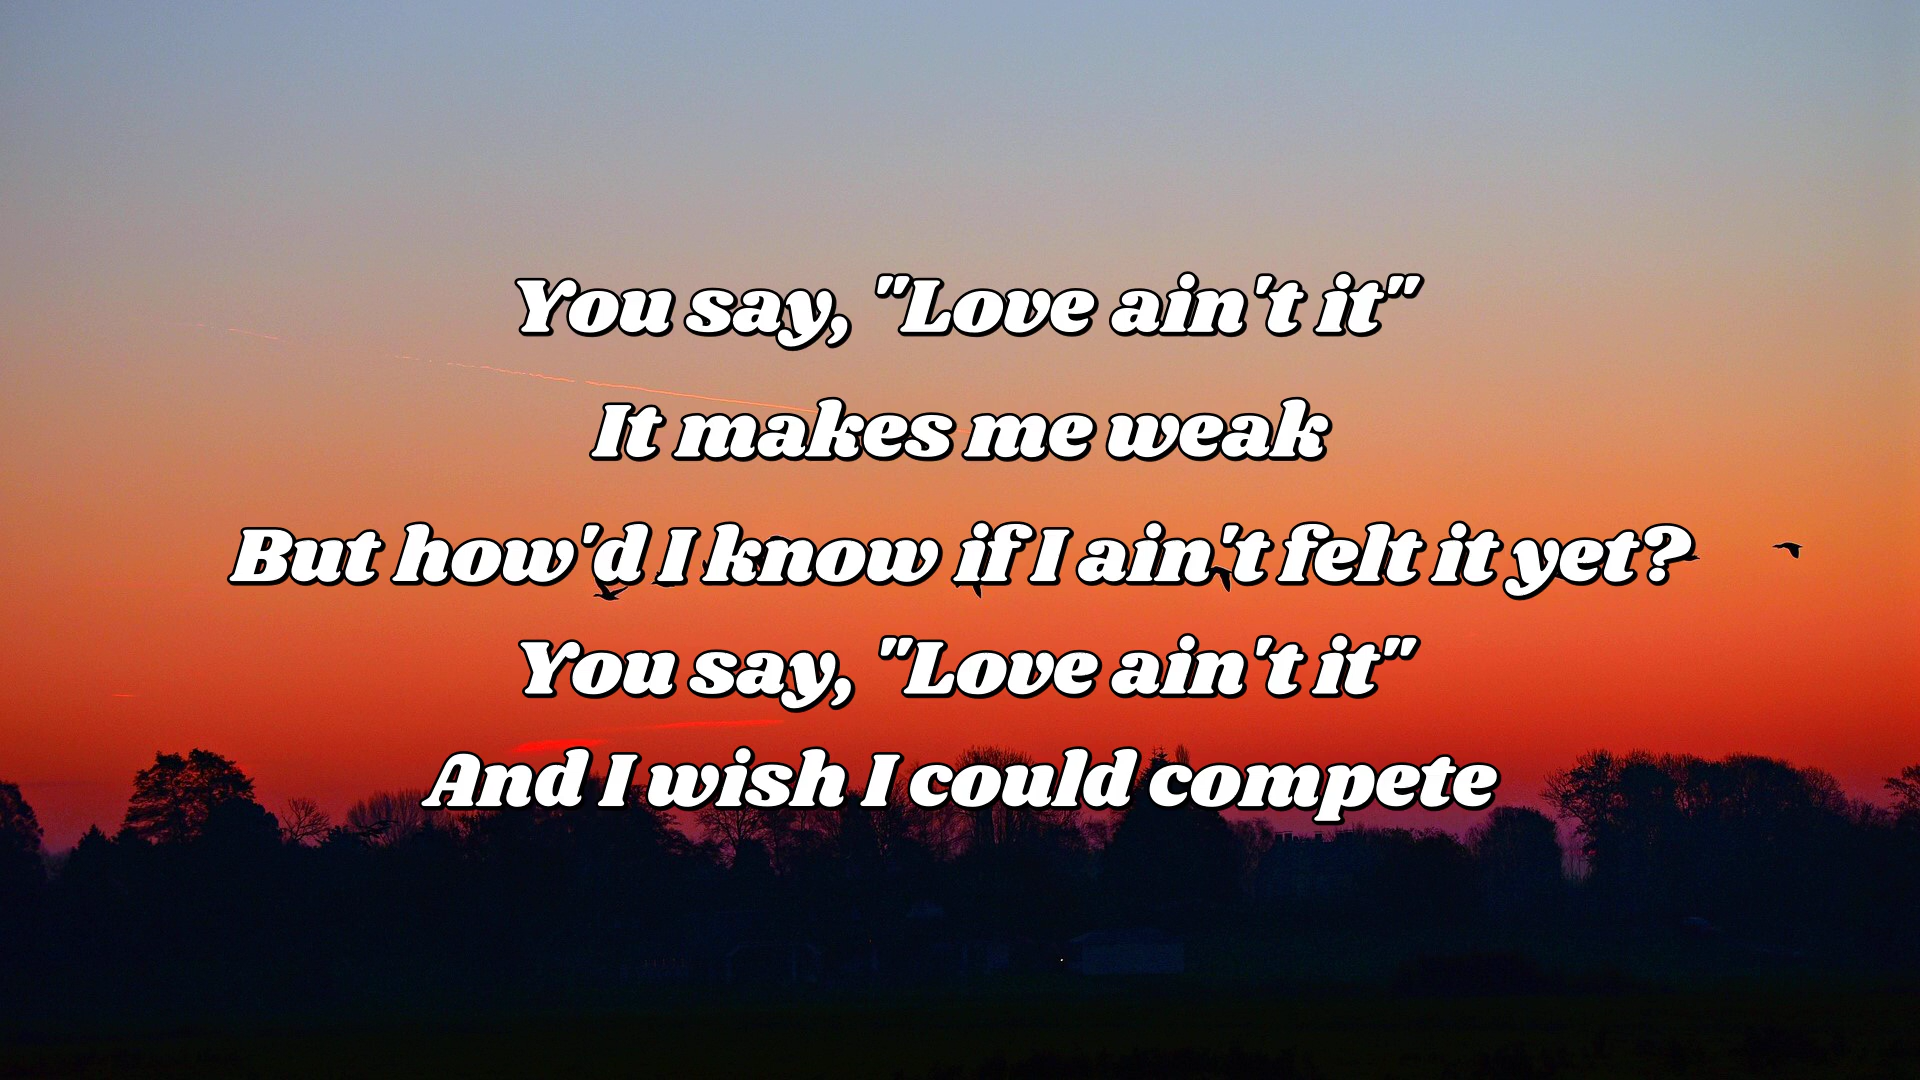 You say, "Love ain't it"
It makes me weak
But how'd I know if I ain't felt it yet?
You say, "Love ain't it"
And I wish I could compete